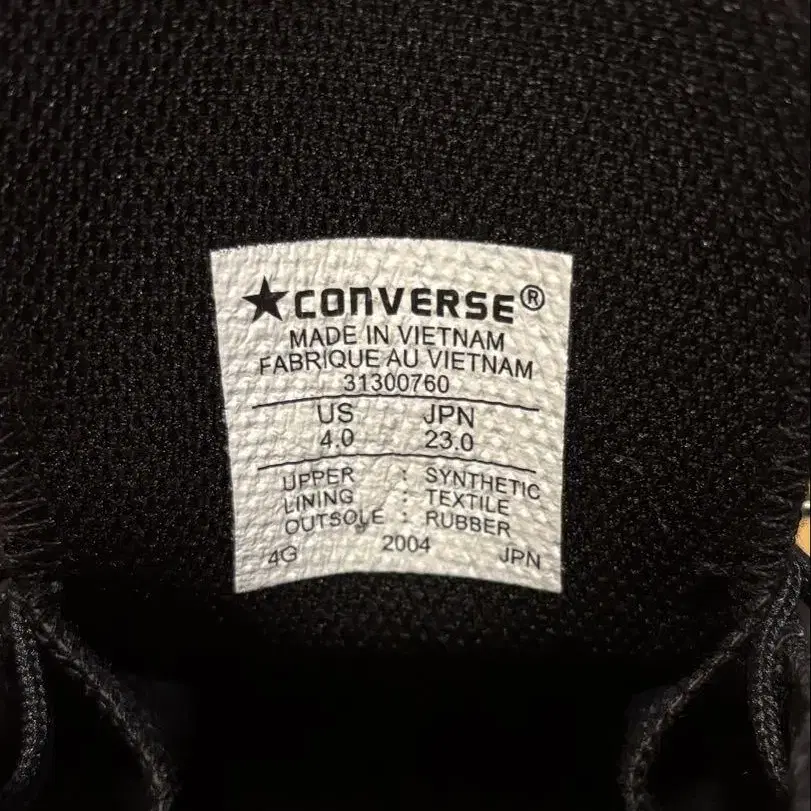 ★CONVERSE®
MADE IN VIETNAM
FABRIQUE AU VIETNAM
31300760
US JPN
4.0 23.0
UPPER : SYNTHETIC
LINING : TEXTILE
OUTSOLE : RUBBER
4G 2004 JPN